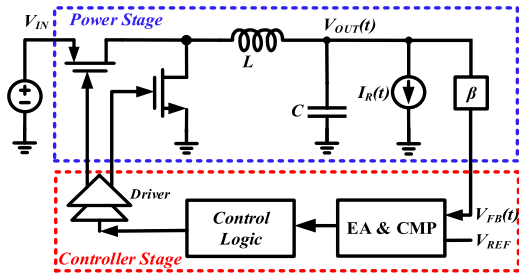 V_IN
Power Stage
V_OUT(t)
L
C
I_R(t)
β
Driver
Control
Logic
EA & CMP
V_FB(t)
V_REF
Controller Stage